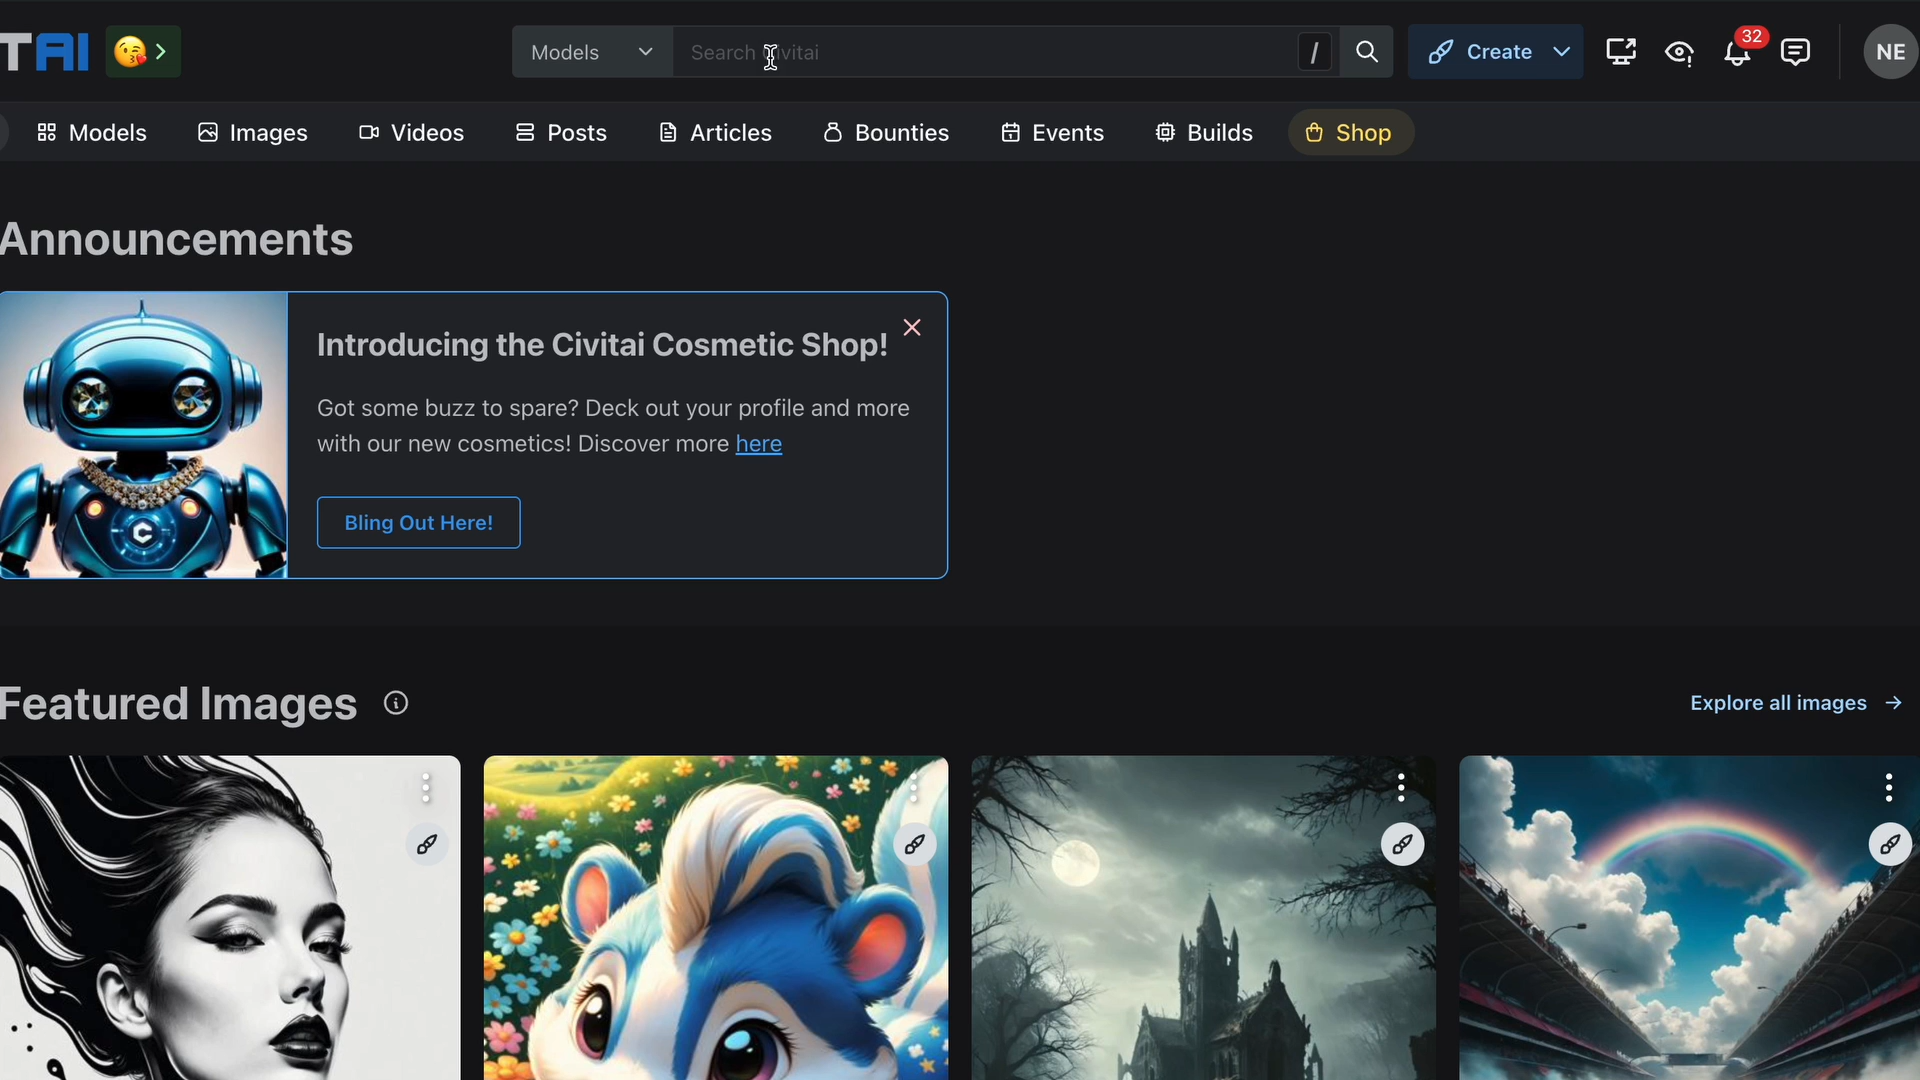 TAI
Models
Search Civitai
/
Create
32
NE
Models
Images
Videos
Posts
Articles
Bounties
Events
Builds
Shop
Announcements
Introducing the Civitai Cosmetic Shop!
Got some buzz to spare? Deck out your profile and more
with our new cosmetics! Discover more here
Bling Out Here!
Featured Images
Explore all images